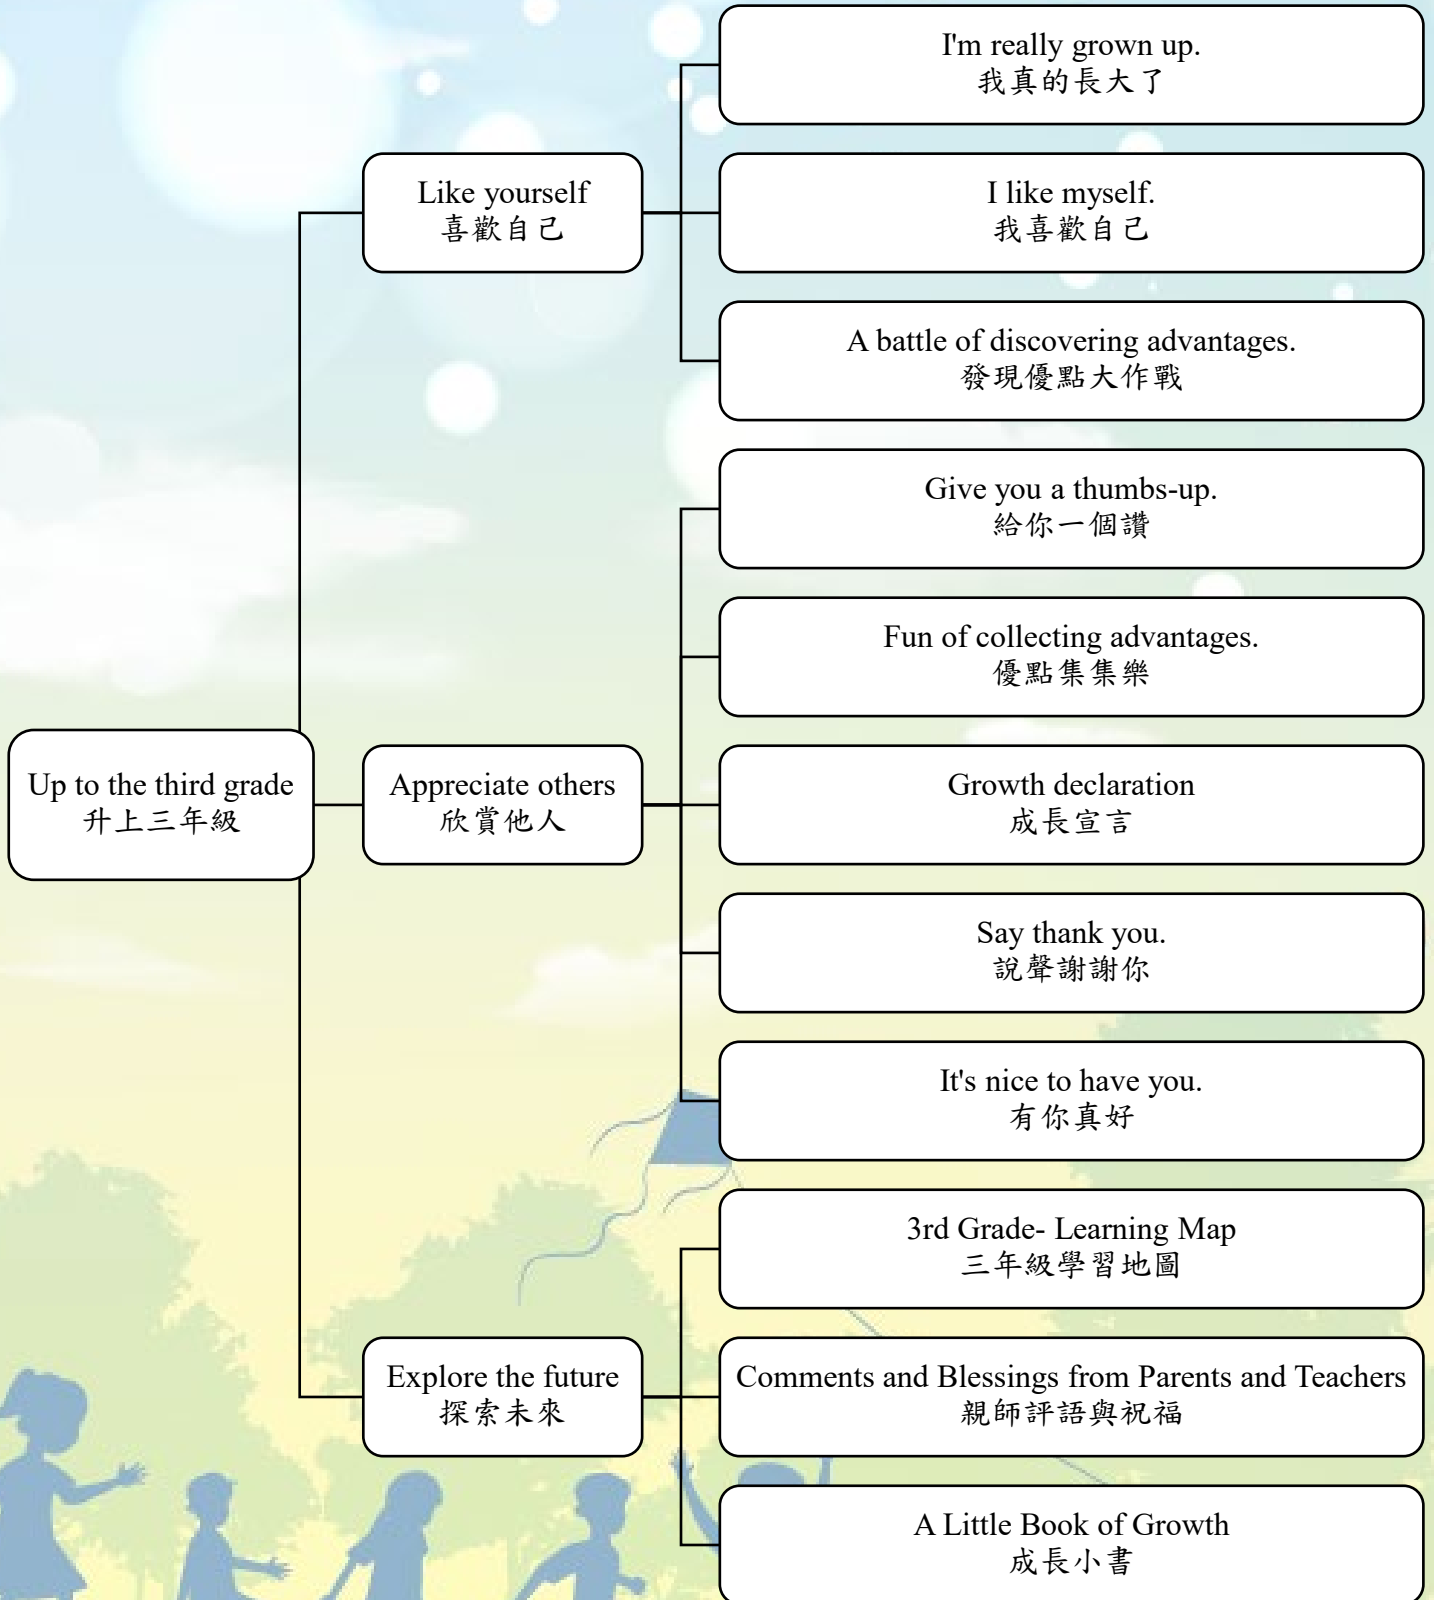 Up to the third grade
升上三年級
Like yourself
喜歡自己
I'm really grown up.
我真的長大了
I like myself.
我喜歡自己
A battle of discovering advantages.
發現優點大作戰
Appreciate others
欣賞他人
Give you a thumbs-up.
給你一個讚
Fun of collecting advantages.
優點集集樂
Growth declaration
成長宣言
Say thank you.
說聲謝謝你
It's nice to have you.
有你真好
Explore the future
探索未來
3rd Grade- Learning Map
三年級學習地圖
Comments and Blessings from Parents and Teachers
親師評語與祝福
A Little Book of Growth
成長小書